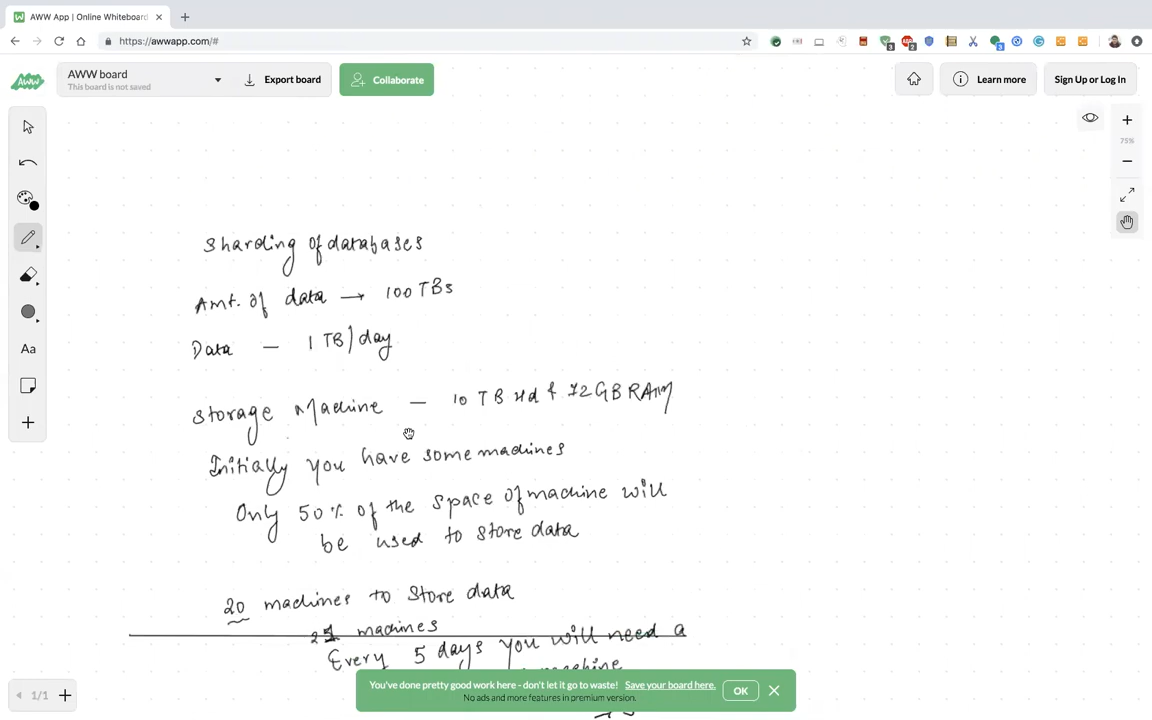 AWW App | Online Whiteboard
https://awwapp.com/#
AWW
AWW board
This board is not saved
Export board
Collaborate
Learn more
Sign Up or Log In
75%
Aa
Sharding of databases
Amt. of data → 100 TBs
Data — 1 TB/day
Storage Machine — 10 TB Hd & 72 GB RAM
Initially you have some machines
Only 50% of the space of machine will
be used to store data
20 machines to store data
machines
Every 5 days you will need a
machine
You've done pretty good work here - don't let it go to waste! Save your board here.
No ads and more features in premium version.
OK
1/1